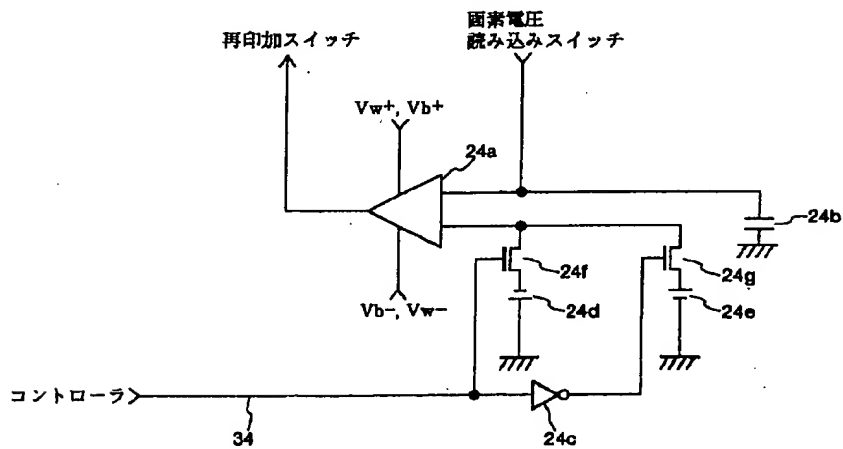 画素電圧
再印加スイッチ
読み込みスイッチ
Vw+, Vb+
24a
24b
24f
24g
24d
24e
Vb-, Vw-
コントローラ
34
24c